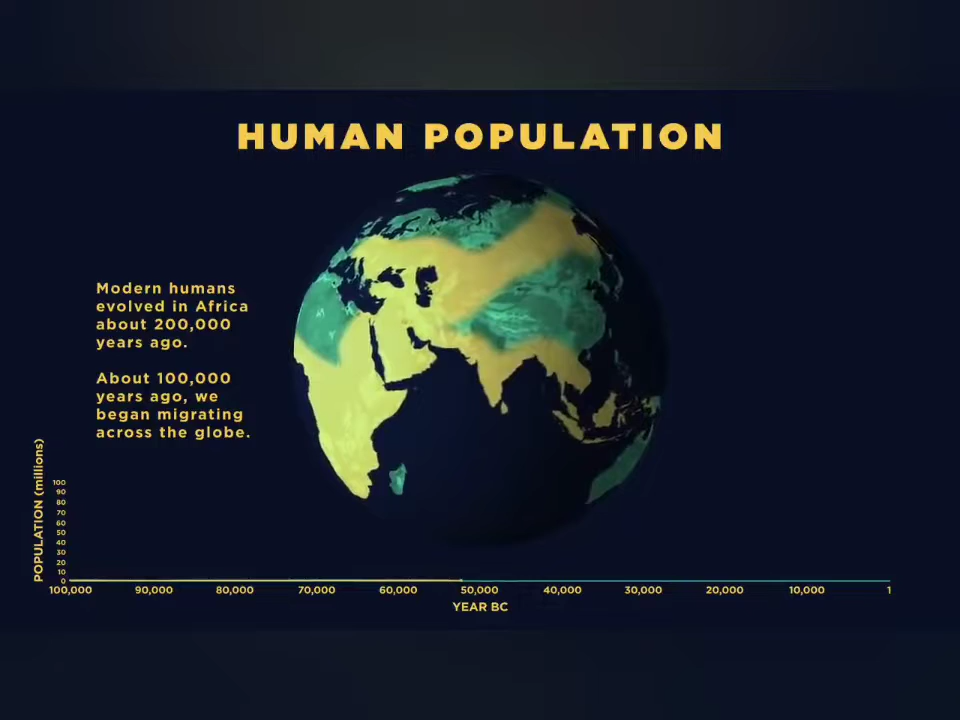 HUMAN POPULATION
Modern humans
evolved in Africa
about 200,000
years ago.
About 100,000
years ago, we
began migrating
across the globe.
POPULATION (millions)
100
90
80
70
60
50
40
30
20
10
0
100,000 90,000 80,000 70,000 60,000 50,000 40,000 30,000 20,000 10,000 1
YEAR BC